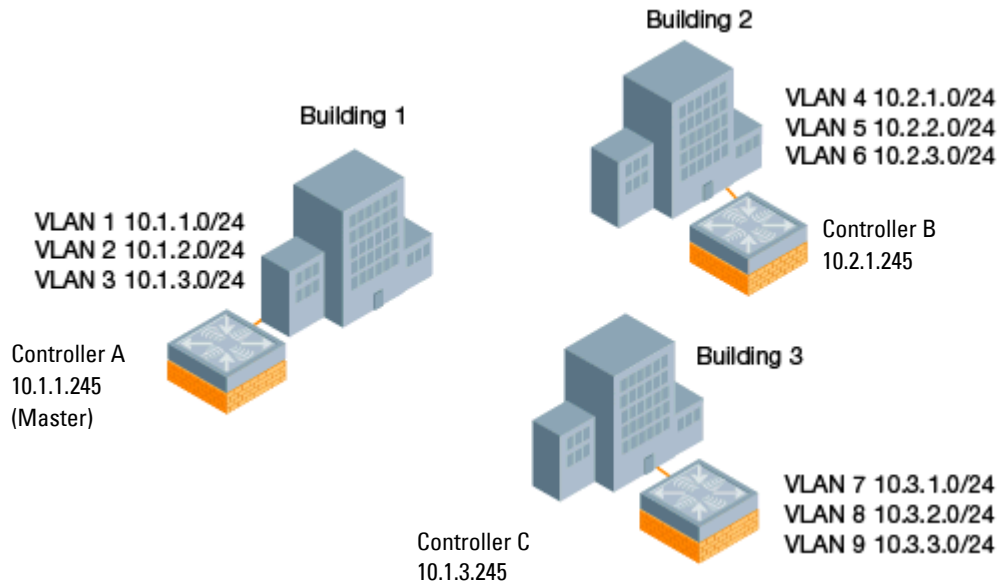 Building 1
VLAN 1 10.1.1.0/24
VLAN 2 10.1.2.0/24
VLAN 3 10.1.3.0/24
Controller A
10.1.1.245
(Master)
Building 2
VLAN 4 10.2.1.0/24
VLAN 5 10.2.2.0/24
VLAN 6 10.2.3.0/24
Controller B
10.2.1.245
Building 3
VLAN 7 10.3.1.0/24
VLAN 8 10.3.2.0/24
VLAN 9 10.3.3.0/24
Controller C
10.1.3.245